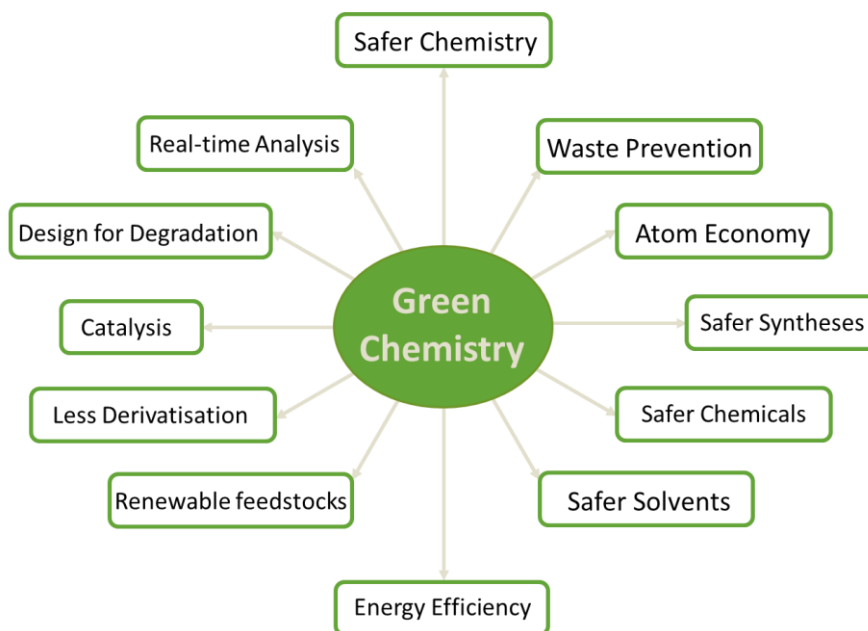 Safer Chemistry
Real-time Analysis
Waste Prevention
Design for Degradation
Atom Economy
Green
Chemistry
Catalysis
Safer Syntheses
Less Derivatisation
Safer Chemicals
Renewable feedstocks
Safer Solvents
Energy Efficiency